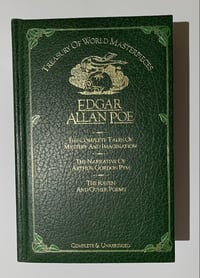 TREASURY OF WORLD MASTERPIECES
EDGAR
ALLAN POE
THE COMPLETE TALES OF
MYSTERY AND IMAGINATION
THE NARRATIVE OF
ARTHUR GORDON PYM
THE RAVEN
AND OTHER POEMS
COMPLETE & UNABRIDGED